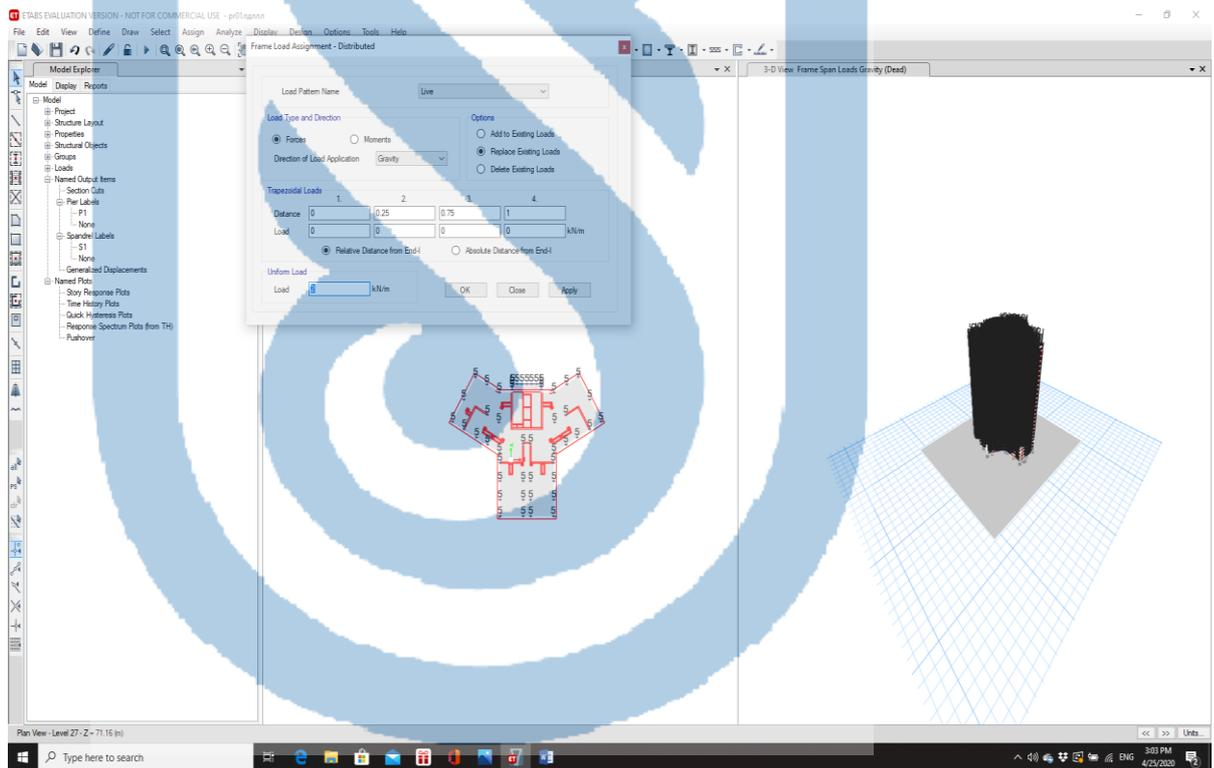 ETABS EVALUATION VERSION - NOT FOR COMMERCIAL USE - pr01лдллл
File Edit View Define Draw Select Assign Analyze Display Design Options Tools Help
Model Explorer
Model Display Reports
Model
Project
Structure Layout
Properties
Structural Objects
Groups
Loads
Named Output Items
Section Cuts
Pier Labels
P1
None
Spandrel Labels
S1
None
Generalized Displacements
Named Plots
Story Response Plots
Time History Plots
Quick Hysteresis Plots
Response Spectrum Plots (from TH)
Pushover
Frame Load Assignment - Distributed
Load Pattern Name Live
Load Type and Direction
Forces Moments
Direction of Load Application Gravity
Options
Add to Existing Loads
Replace Existing Loads
Delete Existing Loads
Trapezoidal Loads
1. 2. 3. 4.
Distance 0 0.25 0.75 1
Load 0 0 0 0 kN/m
Relative Distance from End-I Absolute Distance from End-I
Uniform Load
Load kN/m
OK Close Apply
3-D View Frame Span Loads Gravity (Dead)
Plan View - Level 27 - Z = 71.16 (m)
<< >> Units...
Type here to search
ENG
3:03 PM
4/25/2020